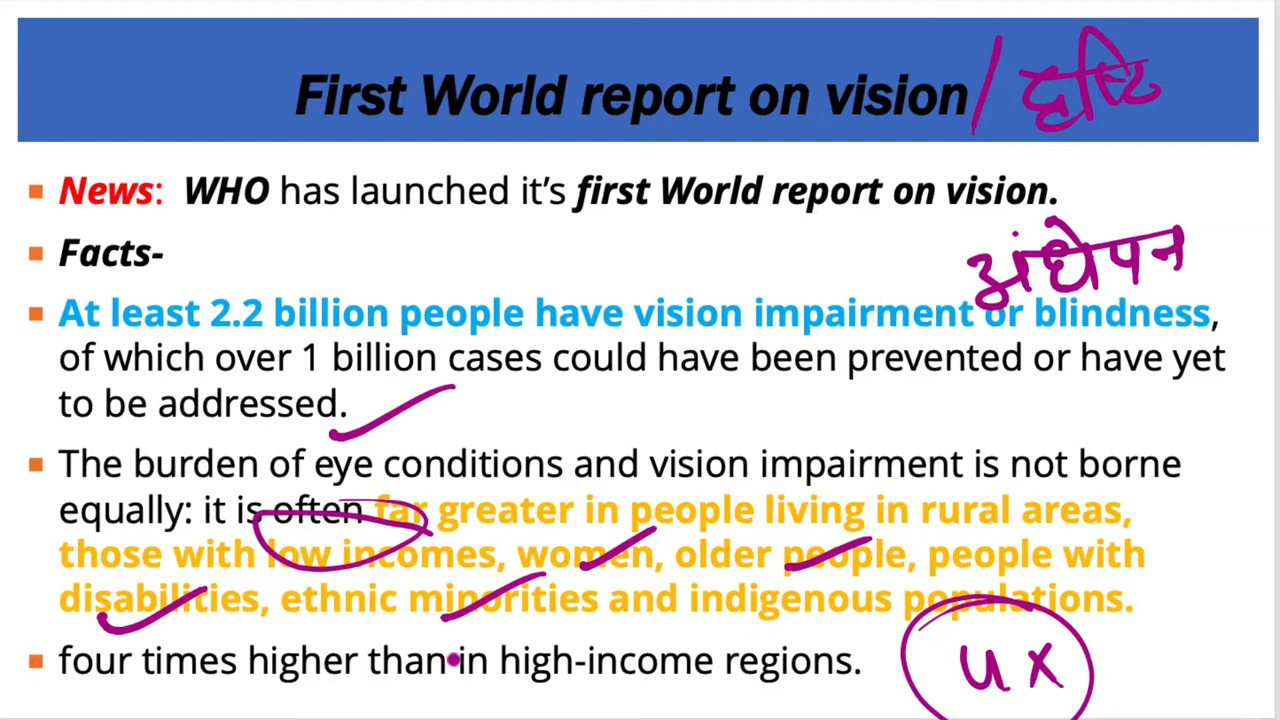 First World report on vision / दृष्टि
▪ News: WHO has launched it’s first World report on vision.
▪ Facts-
अंधेपन
▪ At least 2.2 billion people have vision impairment or blindness,
of which over 1 billion cases could have been prevented or have yet
to be addressed.
▪ The burden of eye conditions and vision impairment is not borne
equally: it is often far greater in people living in rural areas,
those with low incomes, women, older people, people with
disabilities, ethnic minorities and indigenous populations.
▪ four times higher than in high-income regions.
4x